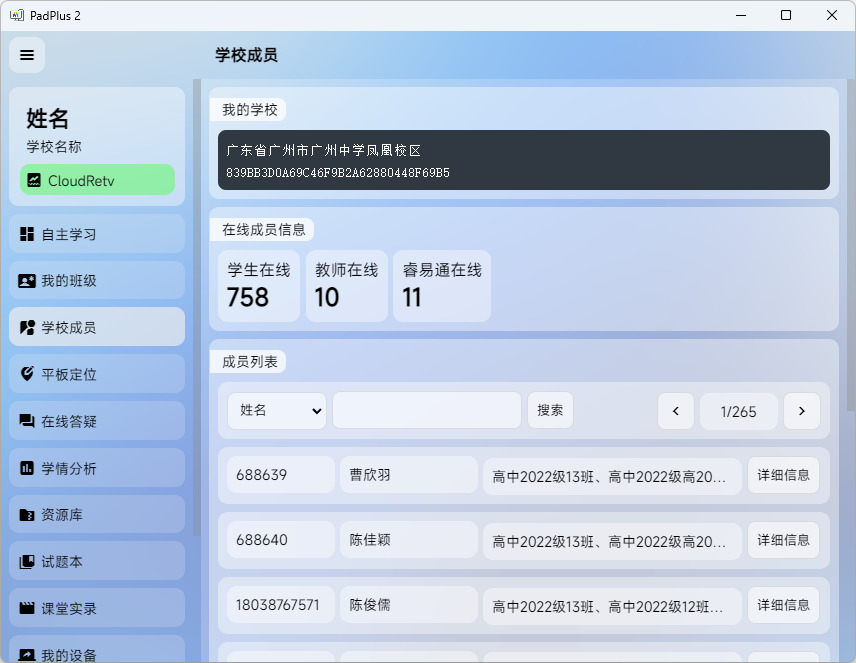 PadPlus 2
学校成员
姓名
学校名称
CloudRetv
自主学习
我的班级
学校成员
平板定位
在线答疑
学情分析
资源库
试题本
课堂实录
我的设备
我的学校
广东省广州市广州中学凤凰校区
839BB3D0A69C46F9B2A62880448F69B5
在线成员信息
学生在线 教师在线 睿易通在线
758 10 11
成员列表
姓名 搜索 1/265
688639 曹欣羽 高中2022级13班、高中2022级高20... 详细信息
688640 陈佳颖 高中2022级13班、高中2022级高20... 详细信息
18038767571 陈俊儒 高中2022级13班、高中2022级12班... 详细信息